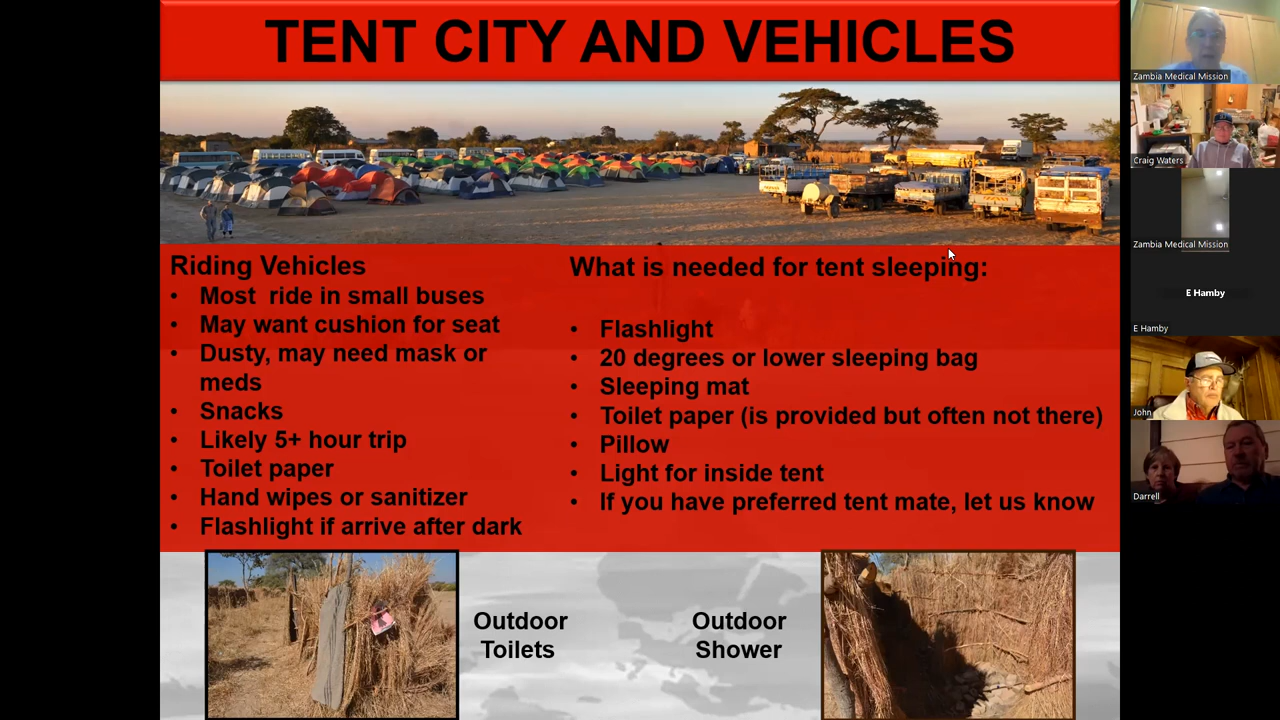 TENT CITY AND VEHICLES
Riding Vehicles
• Most ride in small buses
• May want cushion for seat
• Dusty, may need mask or
meds
• Snacks
• Likely 5+ hour trip
• Toilet paper
• Hand wipes or sanitizer
• Flashlight if arrive after dark
What is needed for tent sleeping:
• Flashlight
• 20 degrees or lower sleeping bag
• Sleeping mat
• Toilet paper (is provided but often not there)
• Pillow
• Light for inside tent
• If you have preferred tent mate, let us know
Outdoor
Toilets
Outdoor
Shower
Zambia Medical Mission
Craig Waters
Zambia Medical Mission
E Hamby
E Hamby
John
Darrell